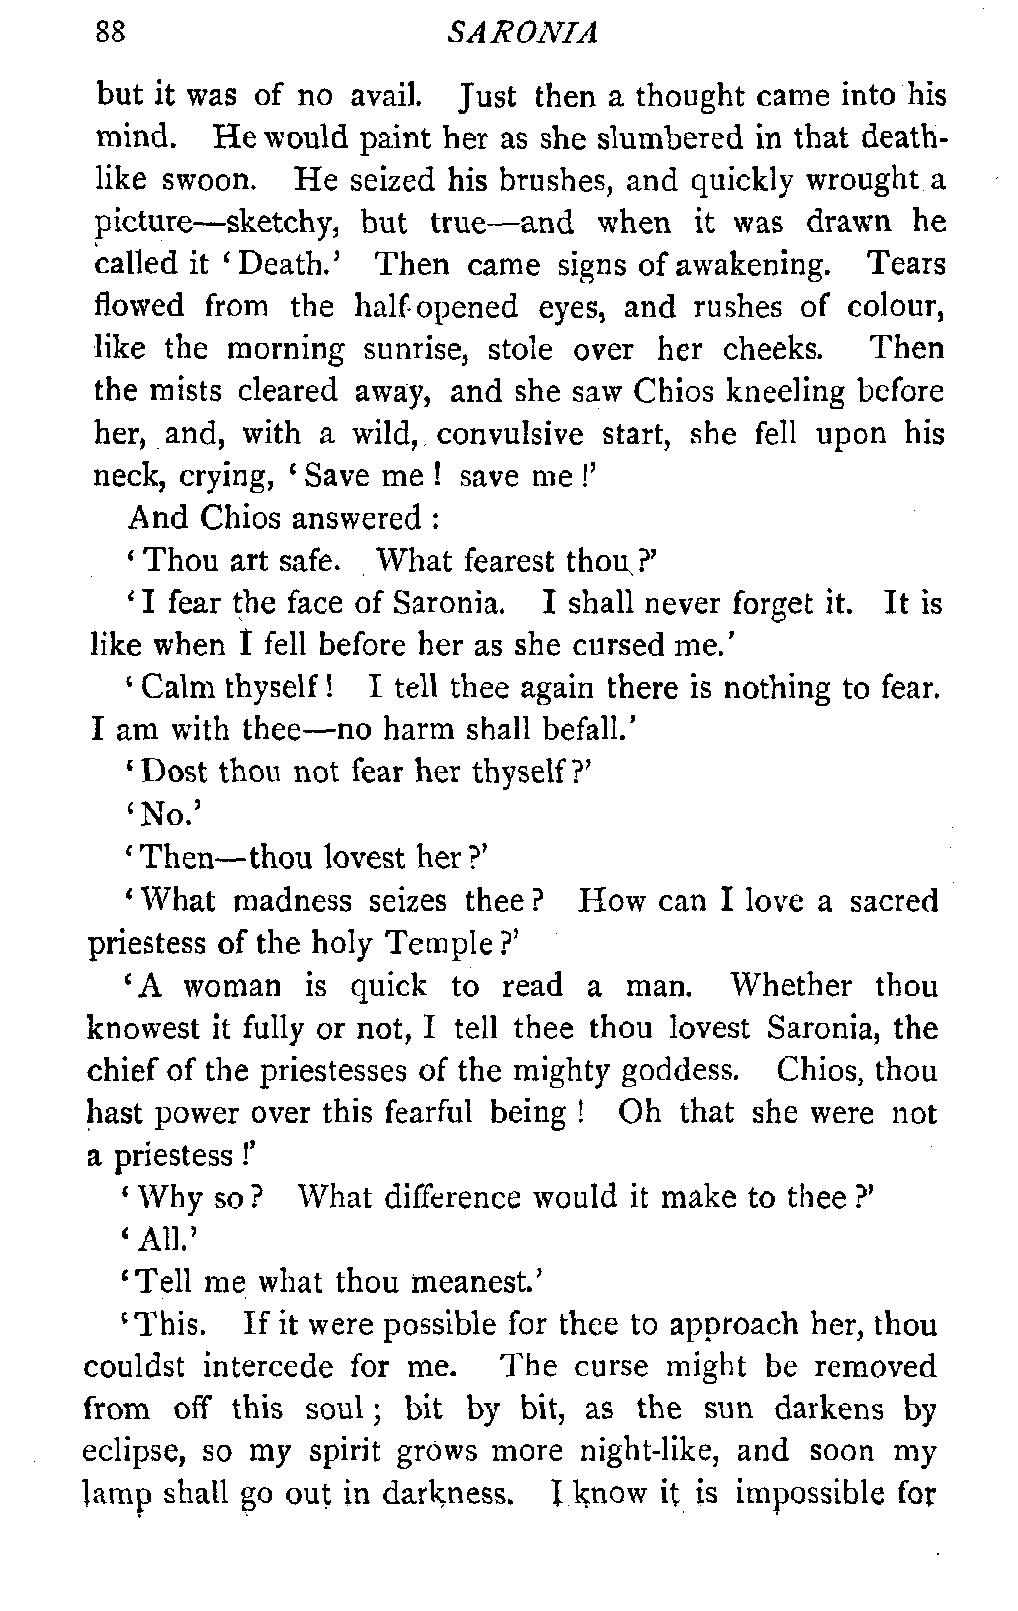 88 SARONIA
but it was of no avail. Just then a thought came into his
mind. He would paint her as she slumbered in that death-
like swoon. He seized his brushes, and quickly wrought a
picture—sketchy, but true—and when it was drawn he
called it ‘Death.’ Then came signs of awakening. Tears
flowed from the half-opened eyes, and rushes of colour,
like the morning sunrise, stole over her cheeks. Then
the mists cleared away, and she saw Chios kneeling before
her, and, with a wild, convulsive start, she fell upon his
neck, crying, ‘Save me! save me!’
And Chios answered:
‘Thou art safe. What fearest thou?’
‘I fear the face of Saronia. I shall never forget it. It is
like when I fell before her as she cursed me.’
‘Calm thyself! I tell thee again there is nothing to fear.
I am with thee—no harm shall befall.’
‘Dost thou not fear her thyself?’
‘No.’
‘Then—thou lovest her?’
‘What madness seizes thee? How can I love a sacred
priestess of the holy Temple?’
‘A woman is quick to read a man. Whether thou
knowest it fully or not, I tell thee thou lovest Saronia, the
chief of the priestesses of the mighty goddess. Chios, thou
hast power over this fearful being! Oh that she were not
a priestess!’
‘Why so? What difference would it make to thee?’
‘All.’
‘Tell me what thou meanest.’
‘This. If it were possible for thee to approach her, thou
couldst intercede for me. The curse might be removed
from off this soul; bit by bit, as the sun darkens by
eclipse, so my spirit grows more night-like, and soon my
lamp shall go out in darkness. I know it is impossible for